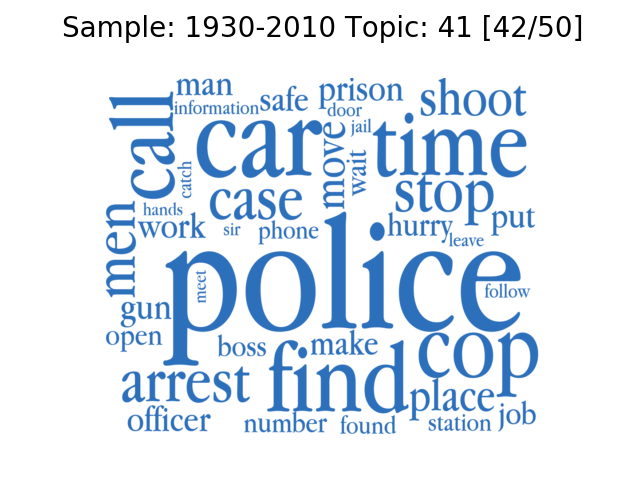 Sample: 1930-2010 Topic: 41 [42/50]
man
information
safe
prison
door
jail
shoot
call
car
move
wait
time
catch
case
stop
hands
work
sir
phone
hurry
put
leave
men
police
meet
follow
gun
open
boss
make
cop
arrest
find
place
officer
number
found
station
job